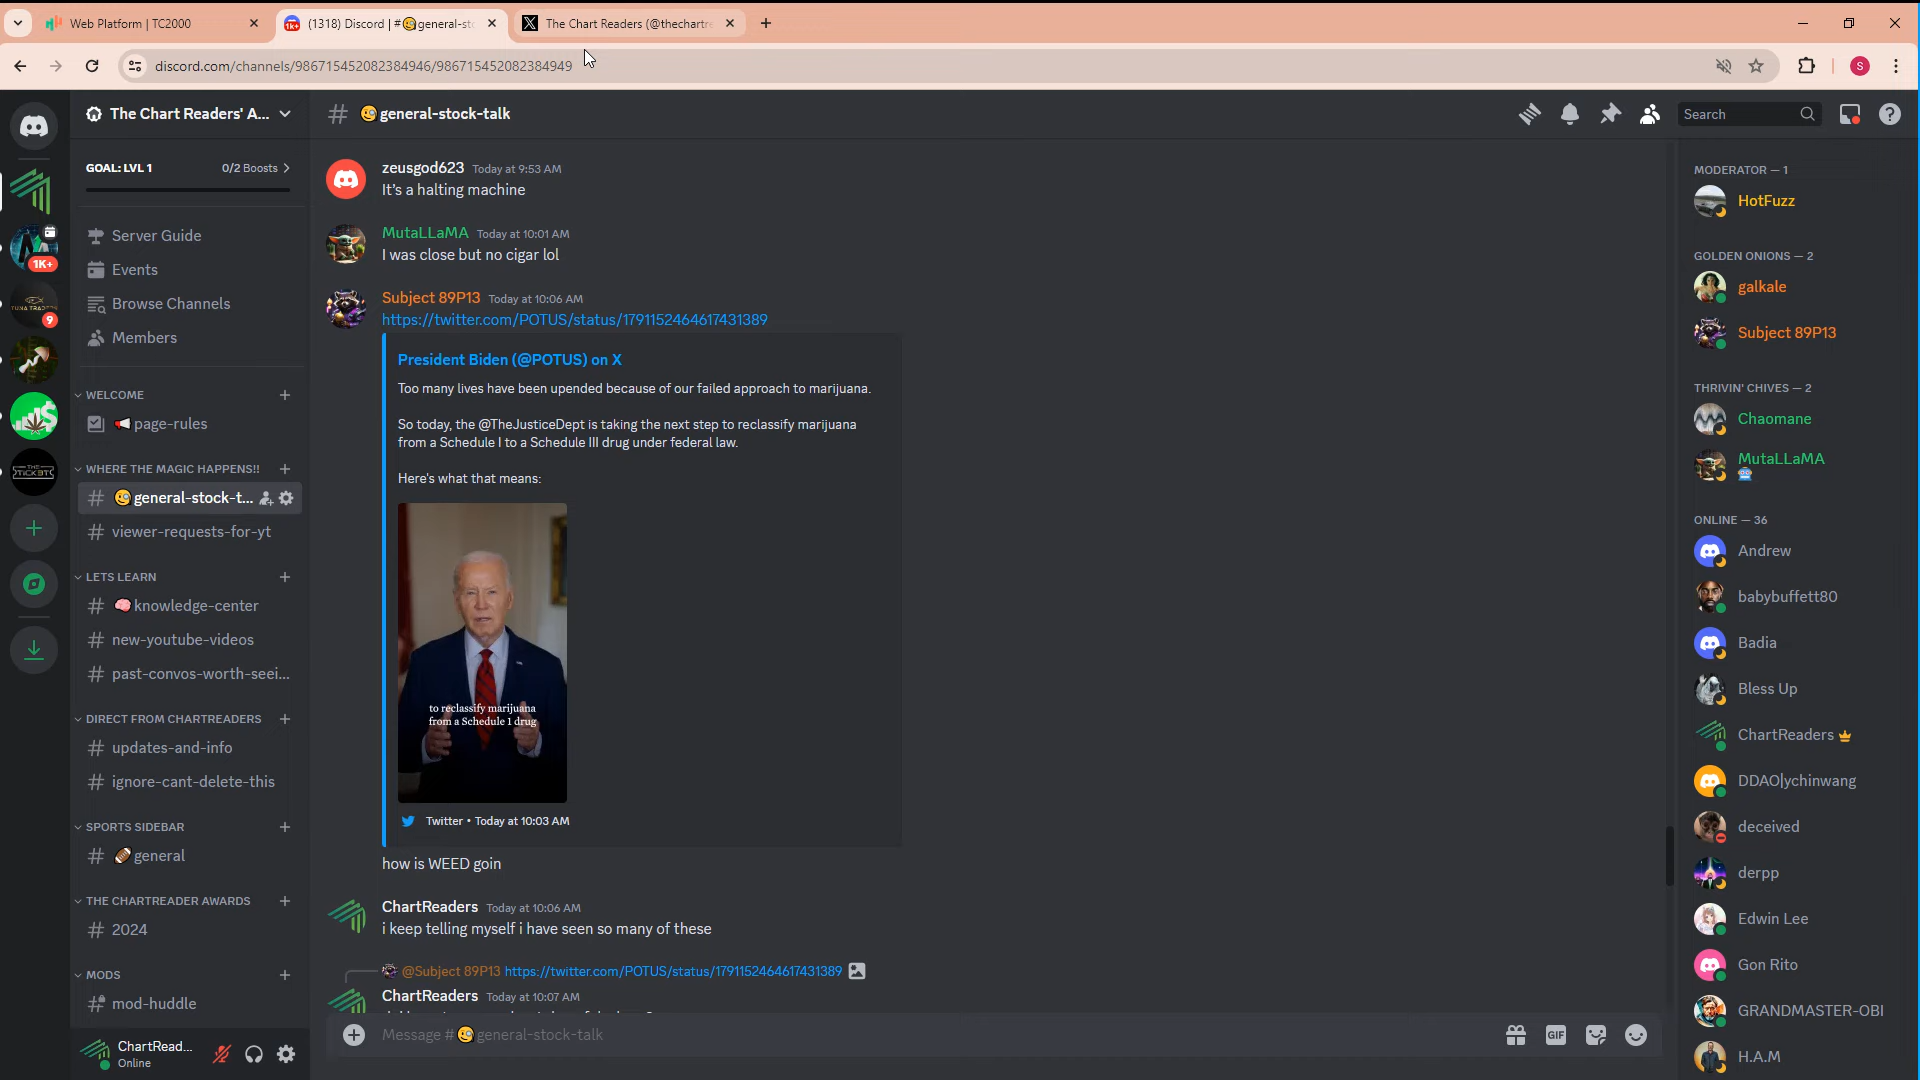 Web Platform | TC2000
(1318) Discord | #🧐general-st
The Chart Readers (@thechartre
discord.com/channels/986715452082384946/986715452082384949
S
The Chart Readers' A...
🧐general-stock-talk
Search
GOAL: LVL 1
0/2 Boosts
Server Guide
Events
Browse Channels
Members
WELCOME
📢page-rules
WHERE THE MAGIC HAPPENS!!
🧐general-stock-t...
viewer-requests-for-yt
LETS LEARN
🧠knowledge-center
new-youtube-videos
past-convos-worth-seei...
DIRECT FROM CHARTREADERS
updates-and-info
ignore-cant-delete-this
SPORTS SIDEBAR
🏈general
THE CHARTREADER AWARDS
2024
MODS
mod-huddle
ChartRead...
Online
1K+
9
zeusgod623 Today at 9:53 AM
It's a halting machine
MutaLLaMA Today at 10:01 AM
I was close but no cigar lol
Subject 89P13 Today at 10:06 AM
https://twitter.com/POTUS/status/1791152464617431389
President Biden (@POTUS) on X
Too many lives have been upended because of our failed approach to marijuana.
So today, the @TheJusticeDept is taking the next step to reclassify marijuana
from a Schedule I to a Schedule III drug under federal law.
Here's what that means:
to reclassify marijuana
from a Schedule 1 drug
Twitter • Today at 10:03 AM
how is WEED goin
ChartReaders Today at 10:06 AM
i keep telling myself i have seen so many of these
@Subject 89P13 https://twitter.com/POTUS/status/1791152464617431389
ChartReaders Today at 10:07 AM
Message #🧐general-stock-talk
GIF
MODERATOR — 1
HotFuzz
GOLDEN ONIONS — 2
galkale
Subject 89P13
THRIVIN' CHIVES — 2
Chaomane
MutaLLaMA
ONLINE — 36
Andrew
babybuffett80
Badia
Bless Up
ChartReaders
DDAO|ychinwang
deceived
derpp
Edwin Lee
Gon Rito
GRANDMASTER-OBI
H.A.M